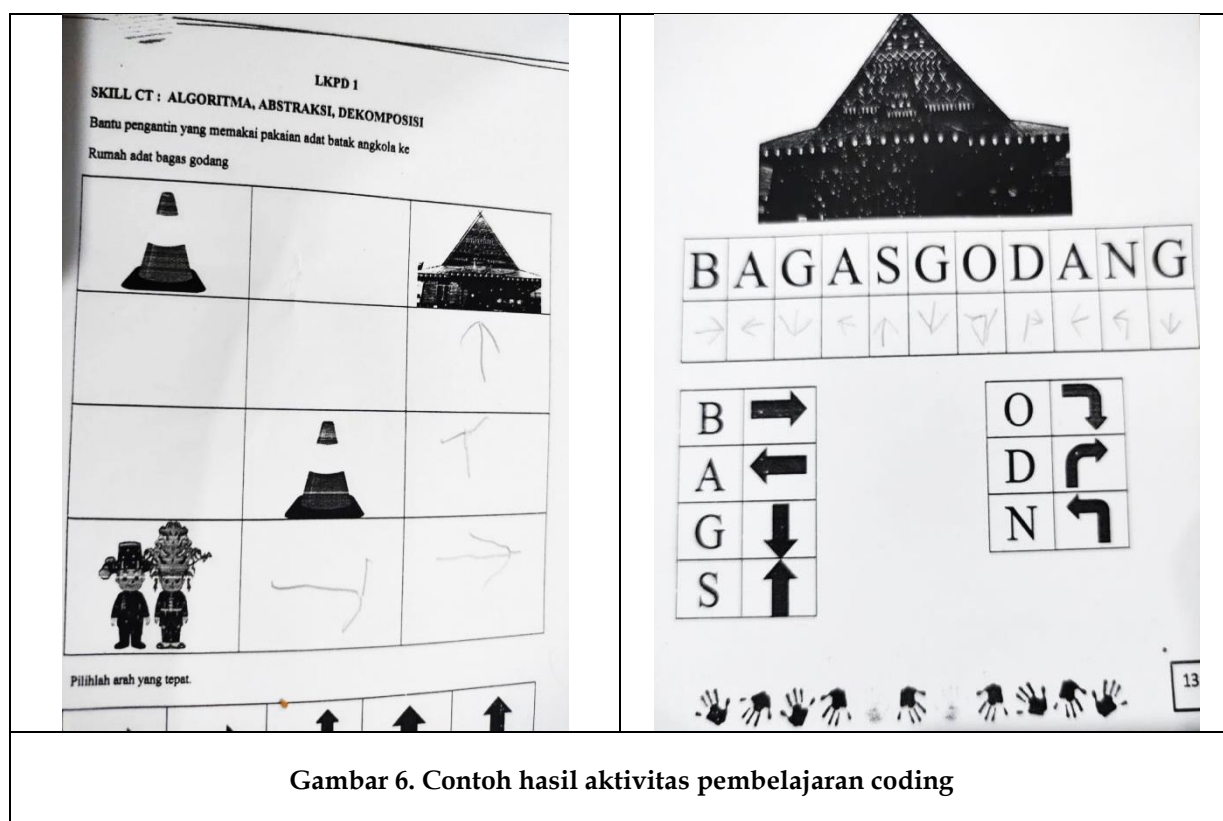 LKPD 1
SKILL CT : ALGORITMA, ABSTRAKSI, DEKOMPOSISI
Bantu pengantin yang memakai pakaian adat batak angkola ke
Rumah adat bagas godang
Pilihlah arah yang tepat.
B A G A S G O D A N G
B
A
G
S
O
D
N
13
Gambar 6. Contoh hasil aktivitas pembelajaran coding